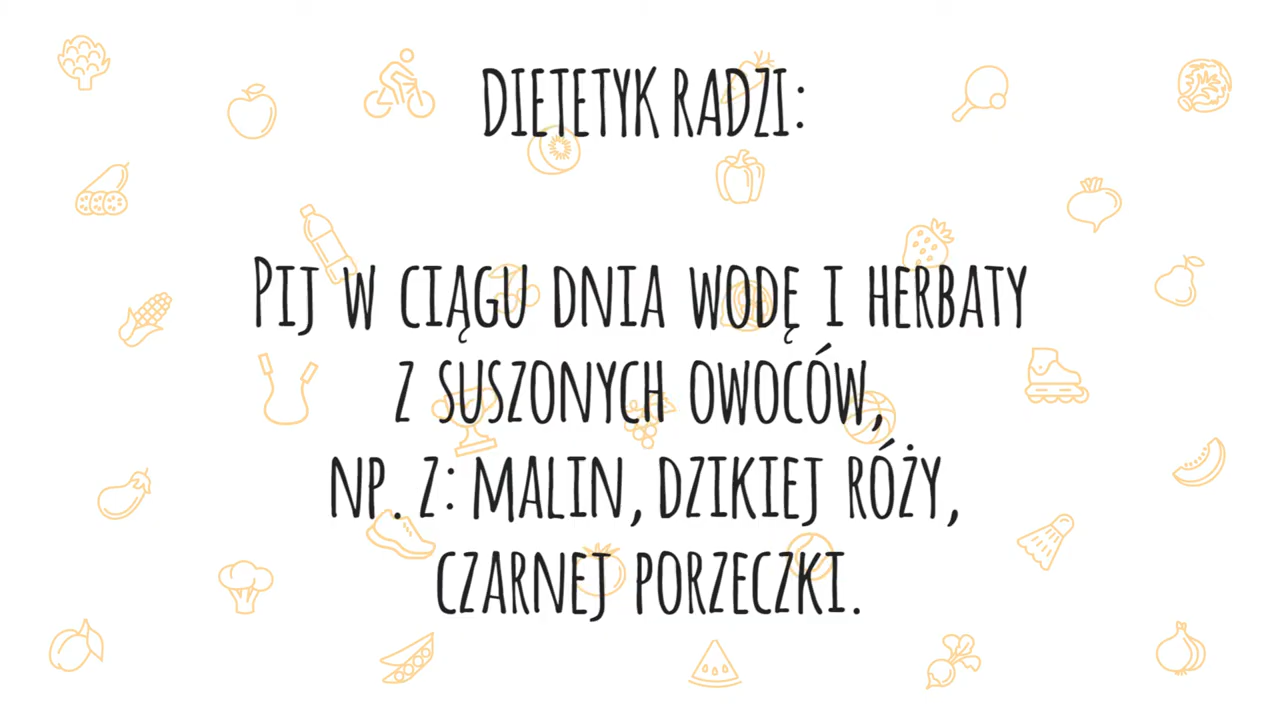 DIETETYK RADZI:
PIJ W CIĄGU DNIA WODĘ I HERBATY
Z SUSZONYCH OWOCÓW,
NP. Z: MALIN, DZIKIEJ RÓŻY,
CZARNEJ PORZECZKI.